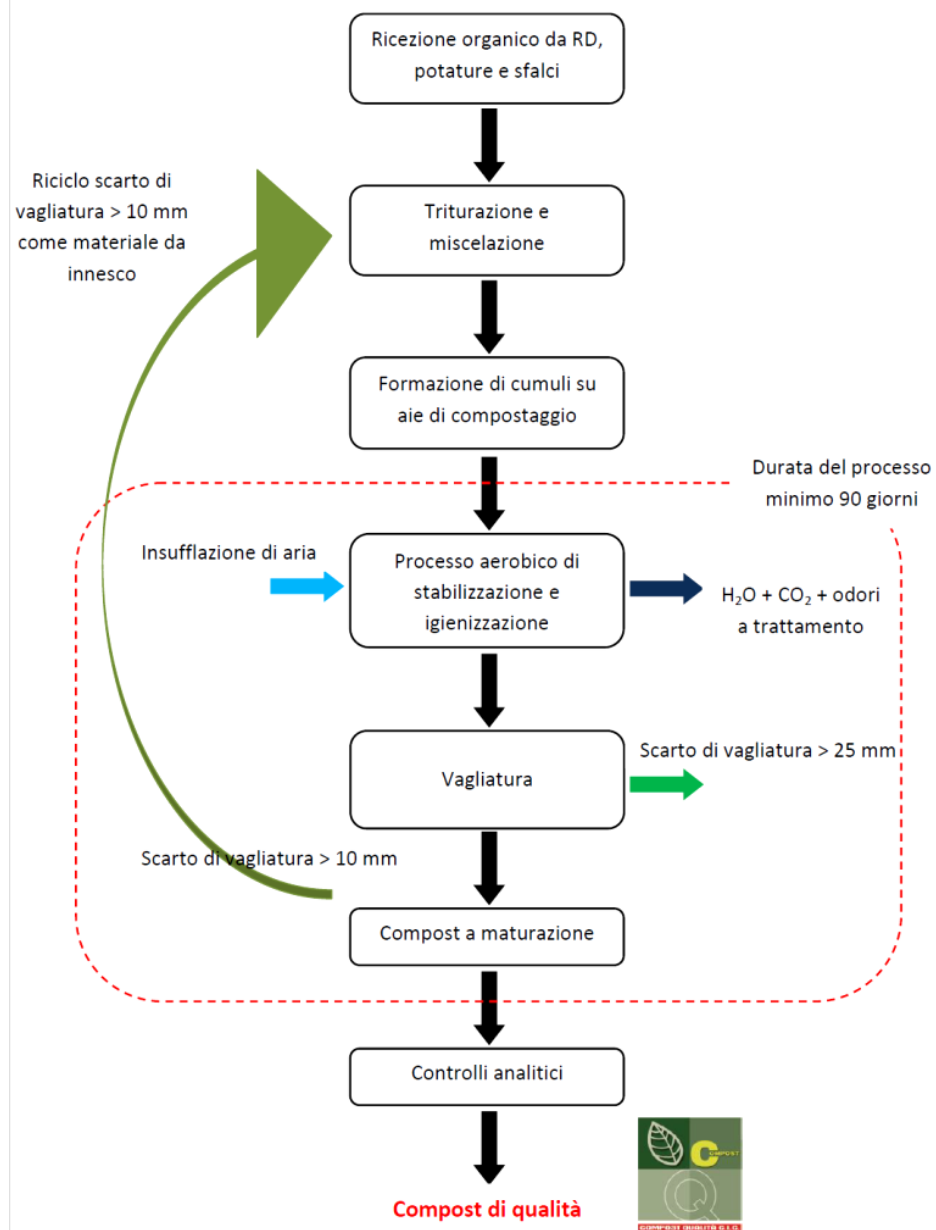 Ricezione organico da RD,
potature e sfalci
Riciclo scarto di
vagliatura > 10 mm
come materiale da
innesco
Triturazione e
miscelazione
Formazione di cumuli su
aie di compostaggio
Durata del processo
minimo 90 giorni
Insufflazione di aria
Processo aerobico di
stabilizzazione e
igienizzazione
H₂O + CO₂ + odori
a trattamento
Vagliatura
Scarto di vagliatura > 25 mm
Scarto di vagliatura > 10 mm
Compost a maturazione
Controlli analitici
Compost di qualità
COMPOST
Q
COMPOST QUALITÀ C.I.C.